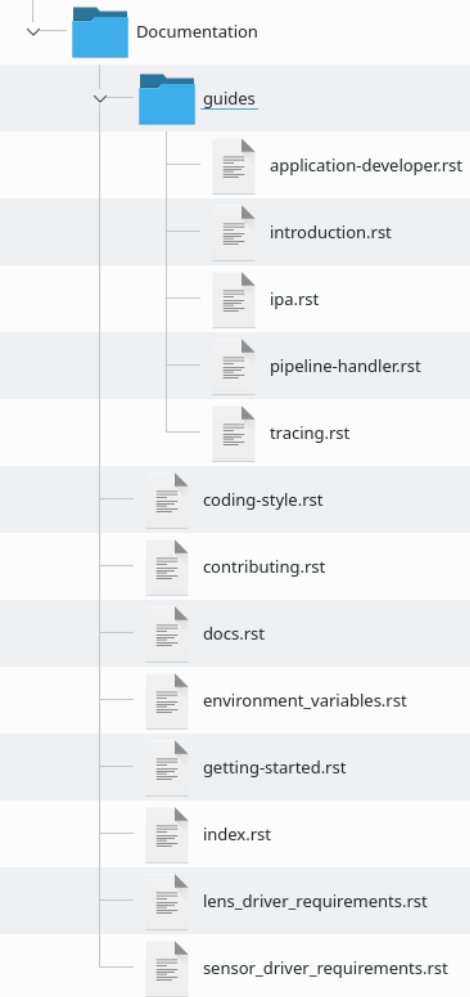 Documentation
guides
application-developer.rst
introduction.rst
ipa.rst
pipeline-handler.rst
tracing.rst
coding-style.rst
contributing.rst
docs.rst
environment_variables.rst
getting-started.rst
index.rst
lens_driver_requirements.rst
sensor_driver_requirements.rst